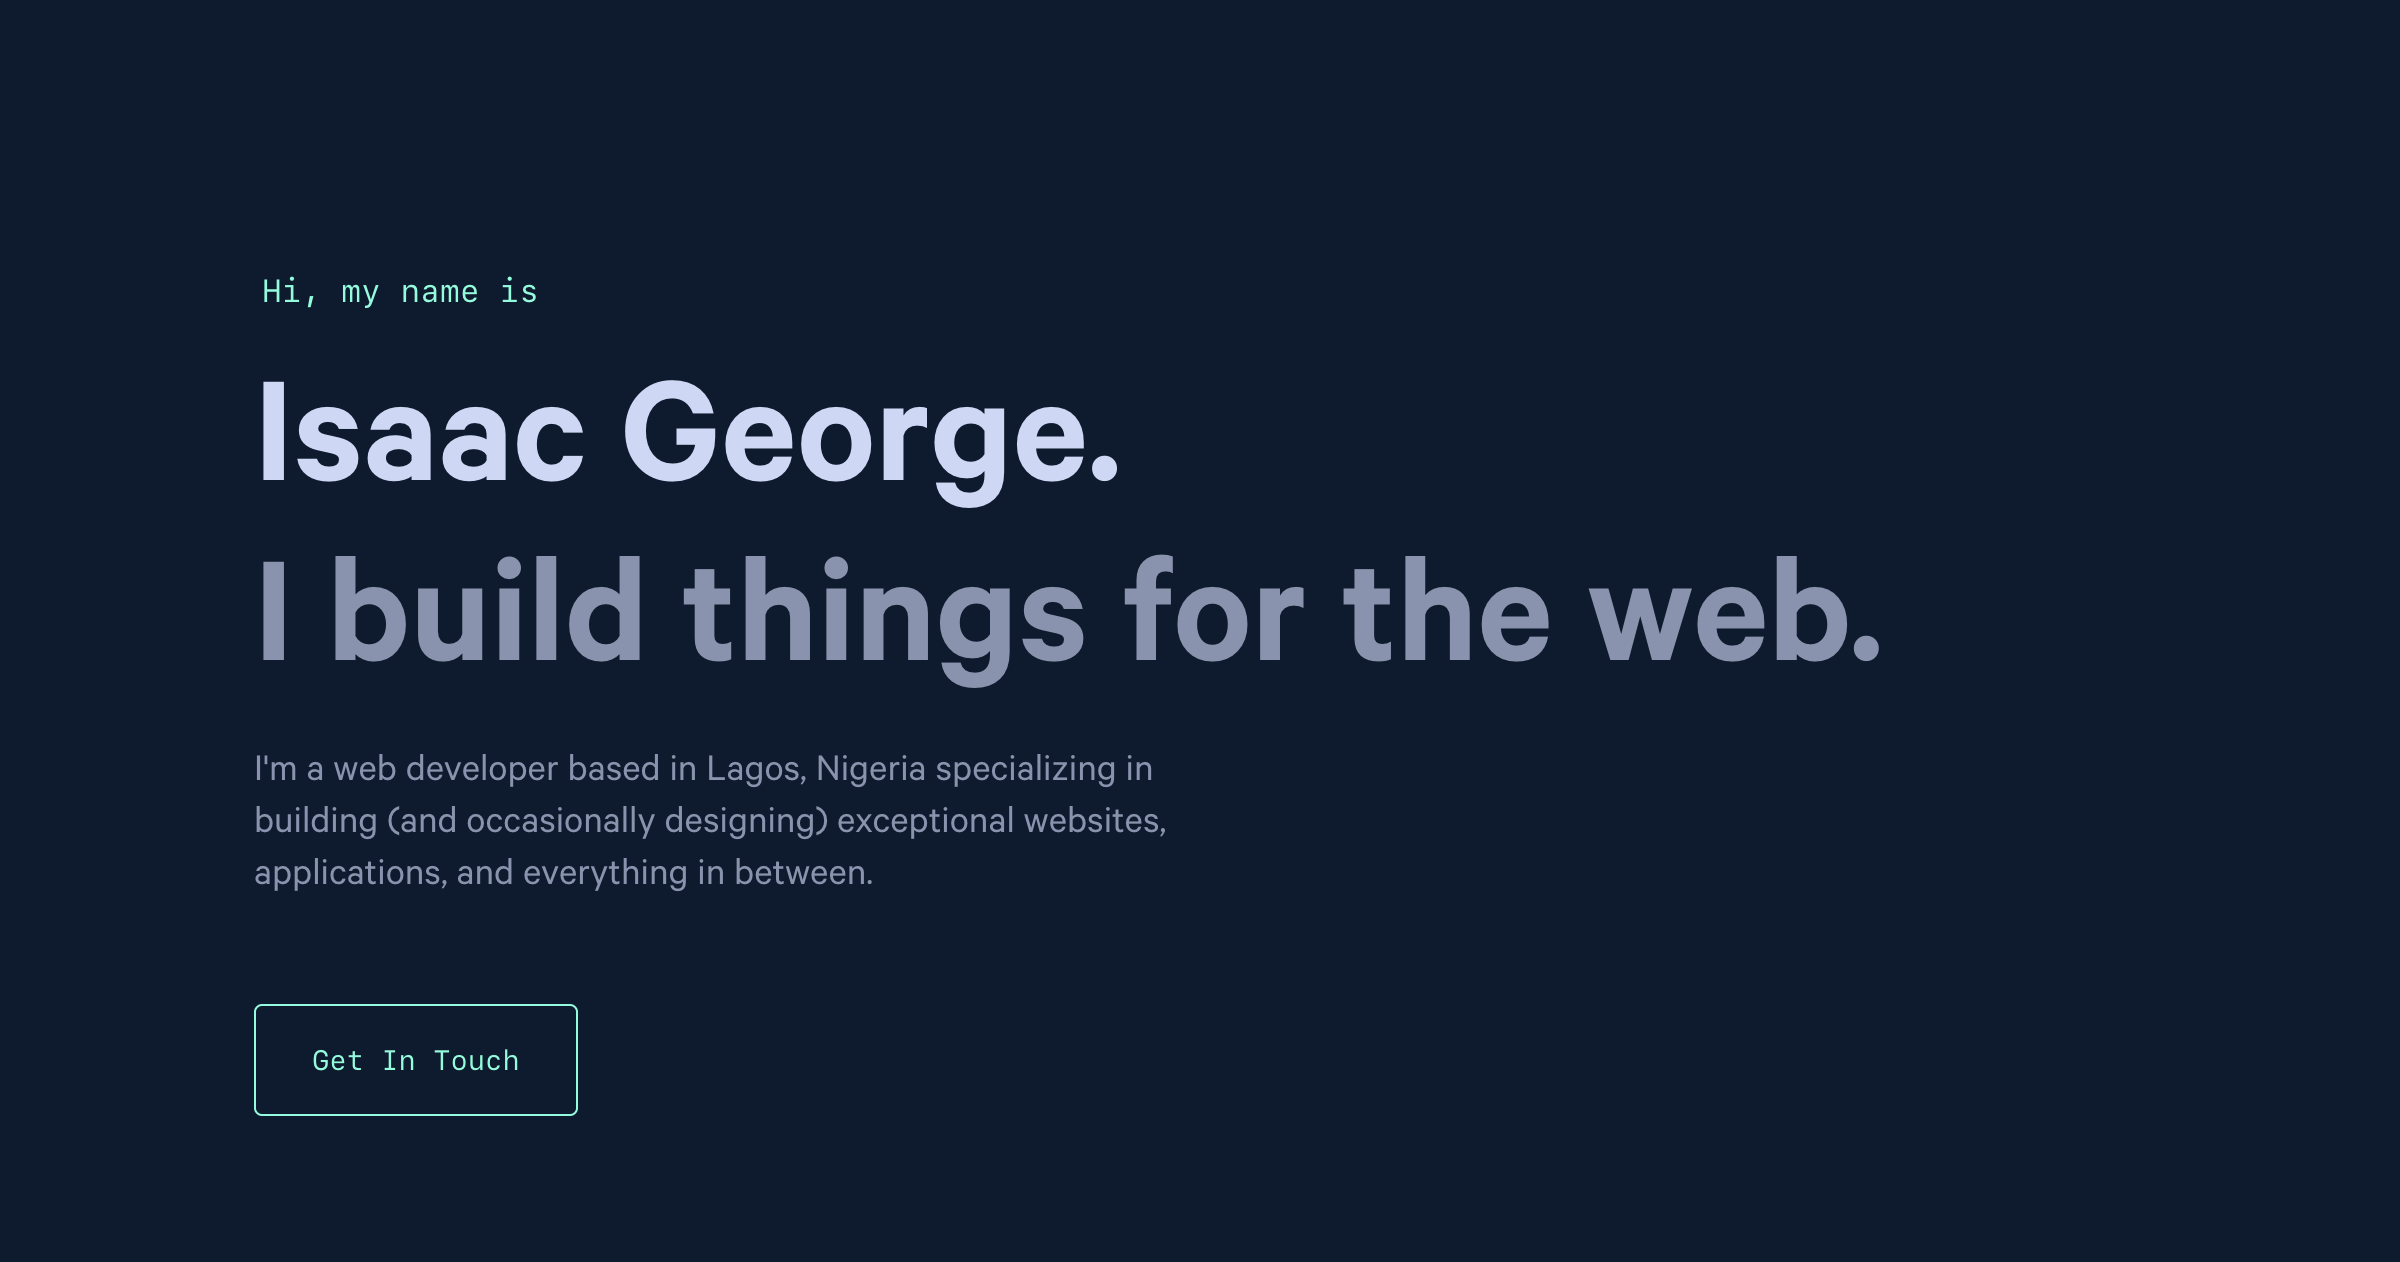 Hi, my name is
Isaac George.
I build things for the web.
I'm a web developer based in Lagos, Nigeria specializing in
building (and occasionally designing) exceptional websites,
applications, and everything in between.
Get In Touch